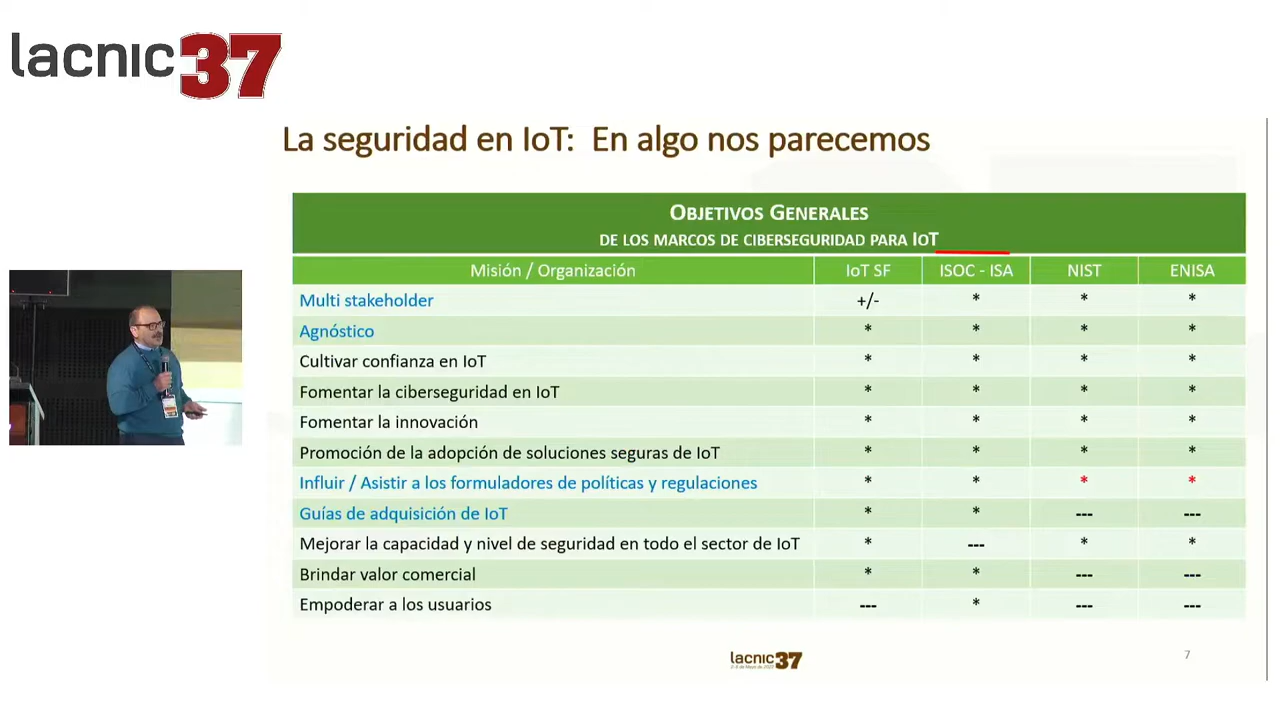 lacnic 37
La seguridad en IoT: En algo nos parecemos
OBJETIVOS GENERALES
DE LOS MARCOS DE CIBERSEGURIDAD PARA IOT
Misión / Organización IoT SF ISOC - ISA NIST ENISA
Multi stakeholder +/- * * *
Agnóstico * * * *
Cultivar confianza en IoT * * * *
Fomentar la ciberseguridad en IoT * * * *
Fomentar la innovación * * * *
Promoción de la adopción de soluciones seguras de IoT * * * *
Influir / Asistir a los formuladores de políticas y regulaciones * * * *
Guías de adquisición de IoT * * --- ---
Mejorar la capacidad y nivel de seguridad en todo el sector de IoT * --- * *
Brindar valor comercial * * --- ---
Empoderar a los usuarios --- * --- ---
lacnic 37
7